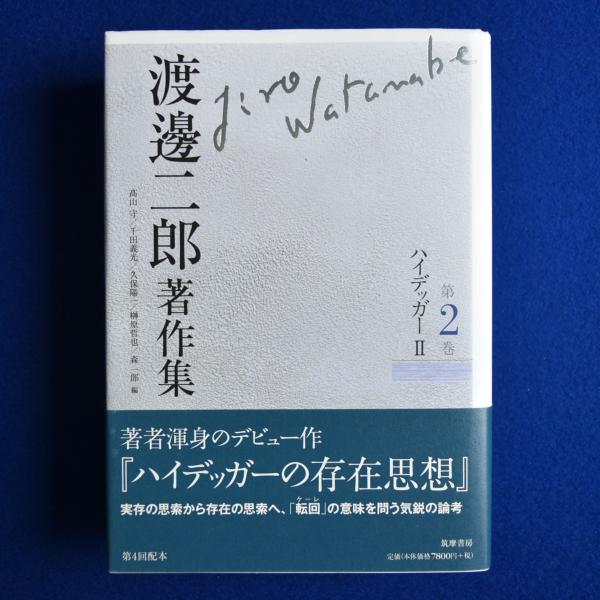 Jiro Watanabe
渡邊二郎著作集
髙山 守/千田義光/久保陽一/榊原哲也/森 一郎 編
第2巻
ハイデッガーⅡ
著者渾身のデビュー作
『ハイデッガーの存在思想』
実存の思索から存在の思索へ、「転回」の意味を問う気鋭の論考
ケーレ
筑摩書房
第4回配本
定価(本体価格7800円+税)